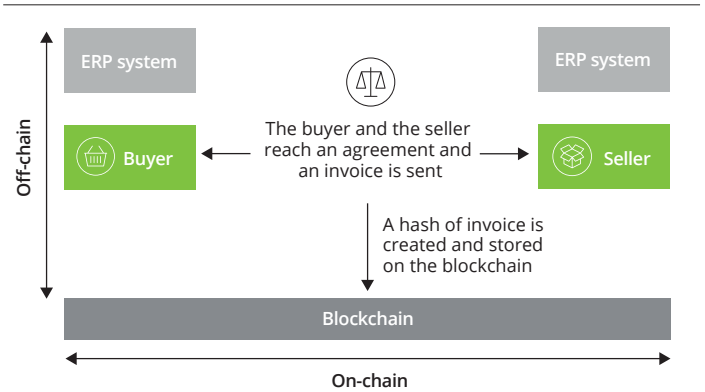 ERP system
ERP system
The buyer and the seller
reach an agreement and
an invoice is sent
Buyer
Seller
Off-chain
A hash of invoice is
created and stored
on the blockchain
Blockchain
On-chain